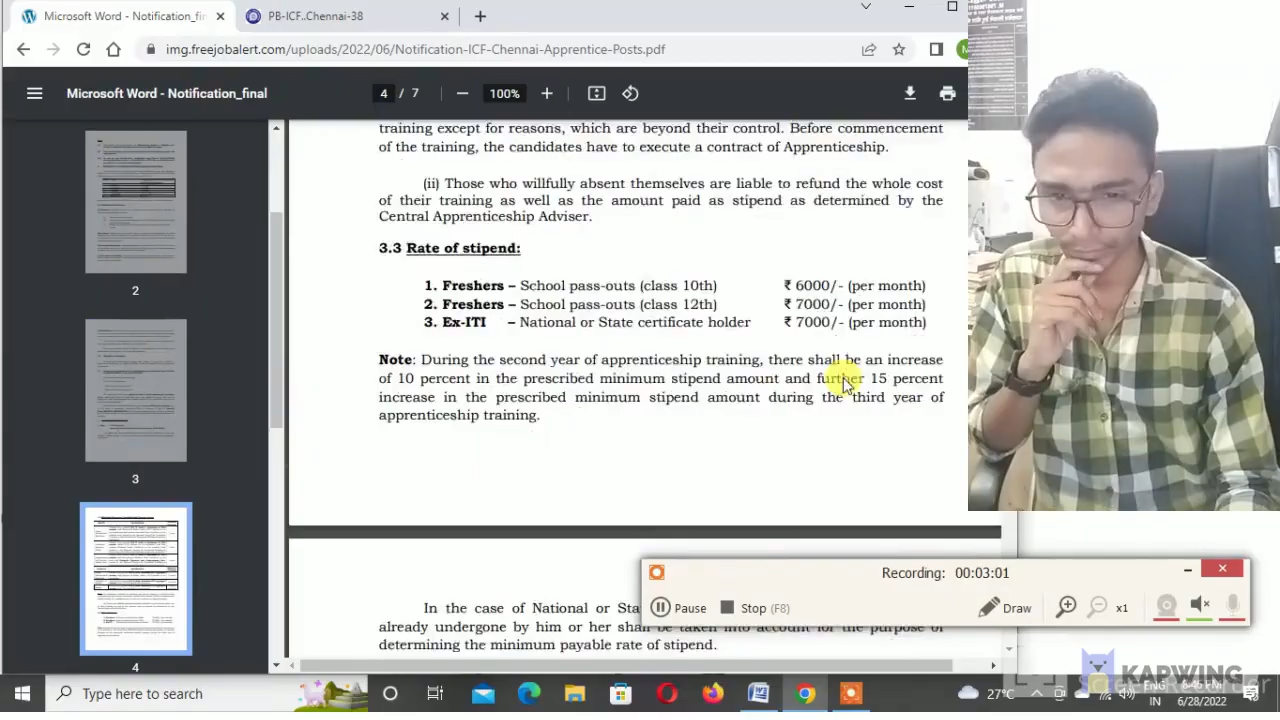 Microsoft Word - Notification_fin
PB-ICF..Chennai-38
img.freejobalert.com/uploads/2022/06/Notification-ICF-Chennai-Apprentice-Posts.pdf
Microsoft Word - Notification_final
4 / 7
100%
training except for reasons, which are beyond their control. Before commencement
of the training, the candidates have to execute a contract of Apprenticeship.
(ii) Those who willfully absent themselves are liable to refund the whole cost
of their training as well as the amount paid as stipend as determined by the
Central Apprenticeship Adviser.
3.3 Rate of stipend:
1. Freshers – School pass-outs (class 10th) ₹ 6000/- (per month)
2. Freshers – School pass-outs (class 12th) ₹ 7000/- (per month)
3. Ex-ITI – National or State certificate holder ₹ 7000/- (per month)
Note: During the second year of apprenticeship training, there shall be an increase
of 10 percent in the prescribed minimum stipend amount and further 15 percent
increase in the prescribed minimum stipend amount during the third year of
apprenticeship training.
2
3
4
In the case of National or Sta
already undergone by him or her shall be taken into account for the purpose of
determining the minimum payable rate of stipend.
Recording: 00:03:01
Pause
Stop (F8)
Draw
x1
KAPWING
Type here to search
27°C
ENG
IN
6/28/2022